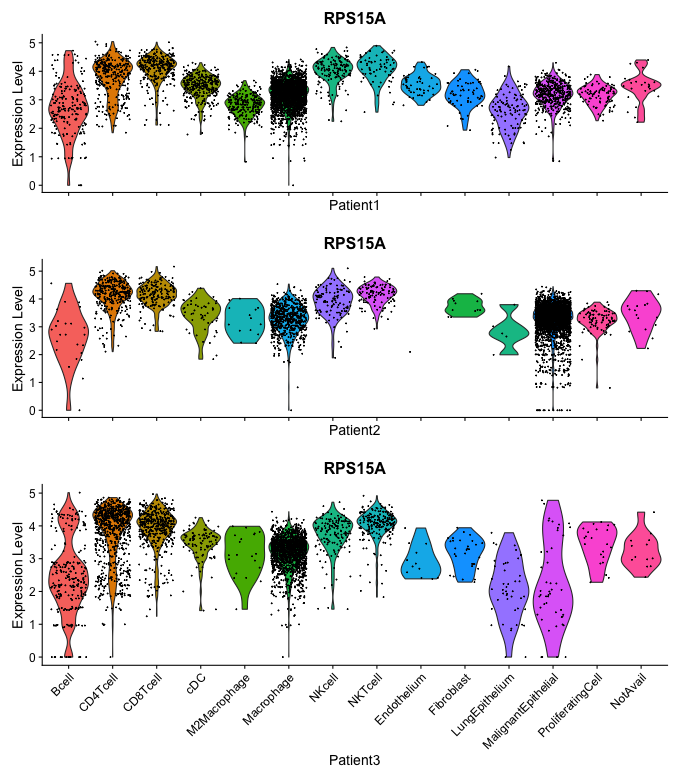 RPS15A
Expression Level
5
4
3
2
1
0
Patient1
RPS15A
Expression Level
5
4
3
2
1
0
Patient2
RPS15A
Expression Level
5
4
3
2
1
0
Bcell
CD4Tcell
CD8Tcell
cDC
M2Macrophage
Macrophage
NKcell
NKTcell
Endothelium
Fibroblast
LungEpithelium
MalignantEpithelial
ProliferatingCell
NotAvail
Patient3